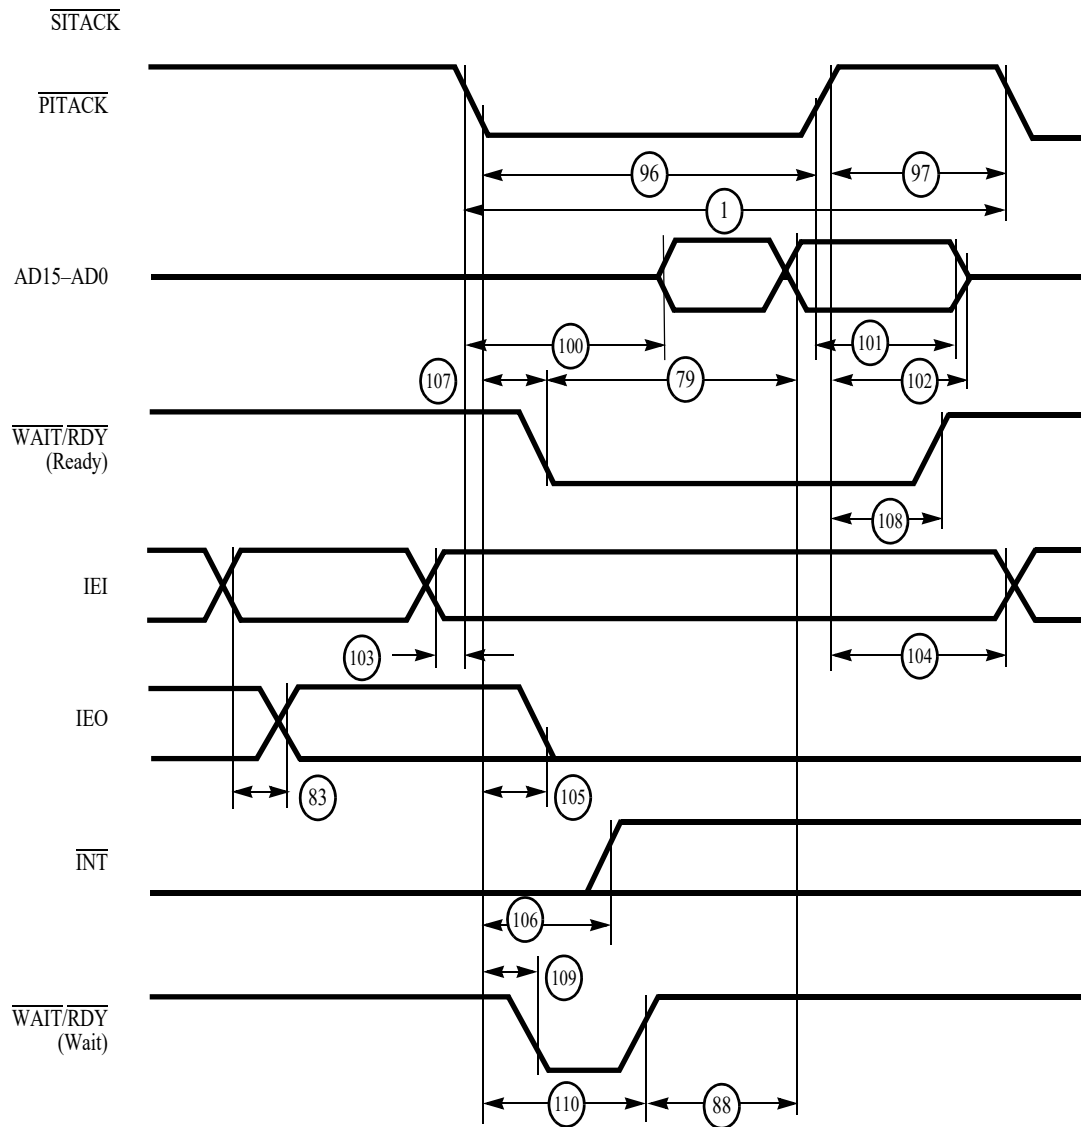 SITACK
PITACK
96
97
1
AD15–AD0
100
101
107
79
102
WAIT/RDY
(Ready)
108
IEI
103
104
IEO
83
105
INT
106
109
WAIT/RDY
(Wait)
110
88